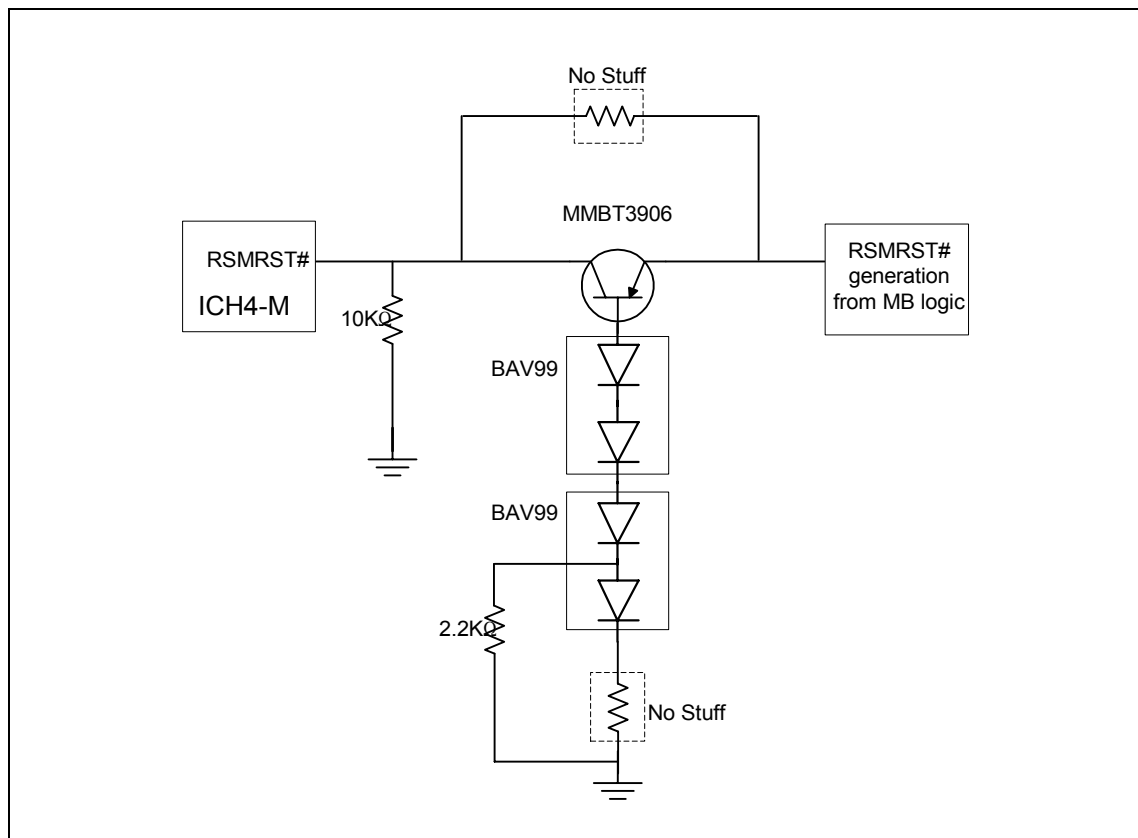 No Stuff
MMBT3906
RSMRST#
ICH4-M
RSMRST#
generation
from MB logic
10KΩ
BAV99
BAV99
2.2KΩ
No Stuff